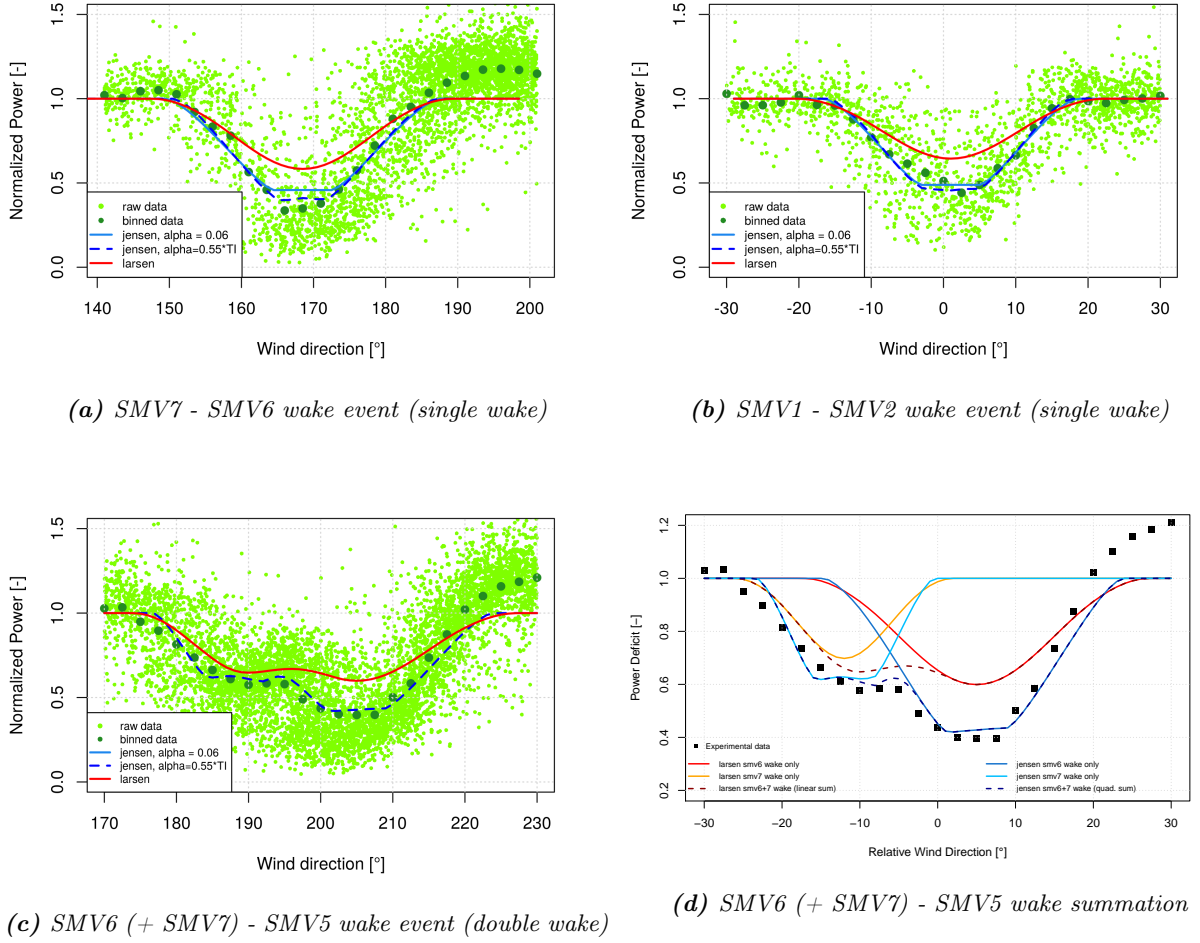 1.5
1.0
0.5
0.0
Normalized Power [-]
raw data
binned data
jensen, alpha = 0.06
jensen, alpha=0.55*TI
larsen
140 150 160 170 180 190 200
Wind direction [°]
(a) SMV7 - SMV6 wake event (single wake)
1.5
1.0
0.5
0.0
Normalized Power [-]
raw data
binned data
jensen, alpha = 0.06
jensen, alpha=0.55*TI
larsen
-30 -20 -10 0 10 20 30
Wind direction [°]
(b) SMV1 - SMV2 wake event (single wake)
1.5
1.0
0.5
0.0
Normalized Power [-]
raw data
binned data
jensen, alpha = 0.06
jensen, alpha=0.55*TI
larsen
170 180 190 200 210 220 230
Wind direction [°]
(c) SMV6 (+ SMV7) - SMV5 wake event (double wake)
1.2
1.0
0.8
0.6
0.4
0.2
Power Deficit [-]
Experimental data
larsen smv6 wake only
larsen smv7 wake only
larsen smv6+7 wake (linear sum)
jensen smv6 wake only
jensen smv7 wake only
jensen smv6+7 wake (quad. sum)
−30 −20 −10 0 10 20 30
Relative Wind Direction [°]
(d) SMV6 (+ SMV7) - SMV5 wake summation